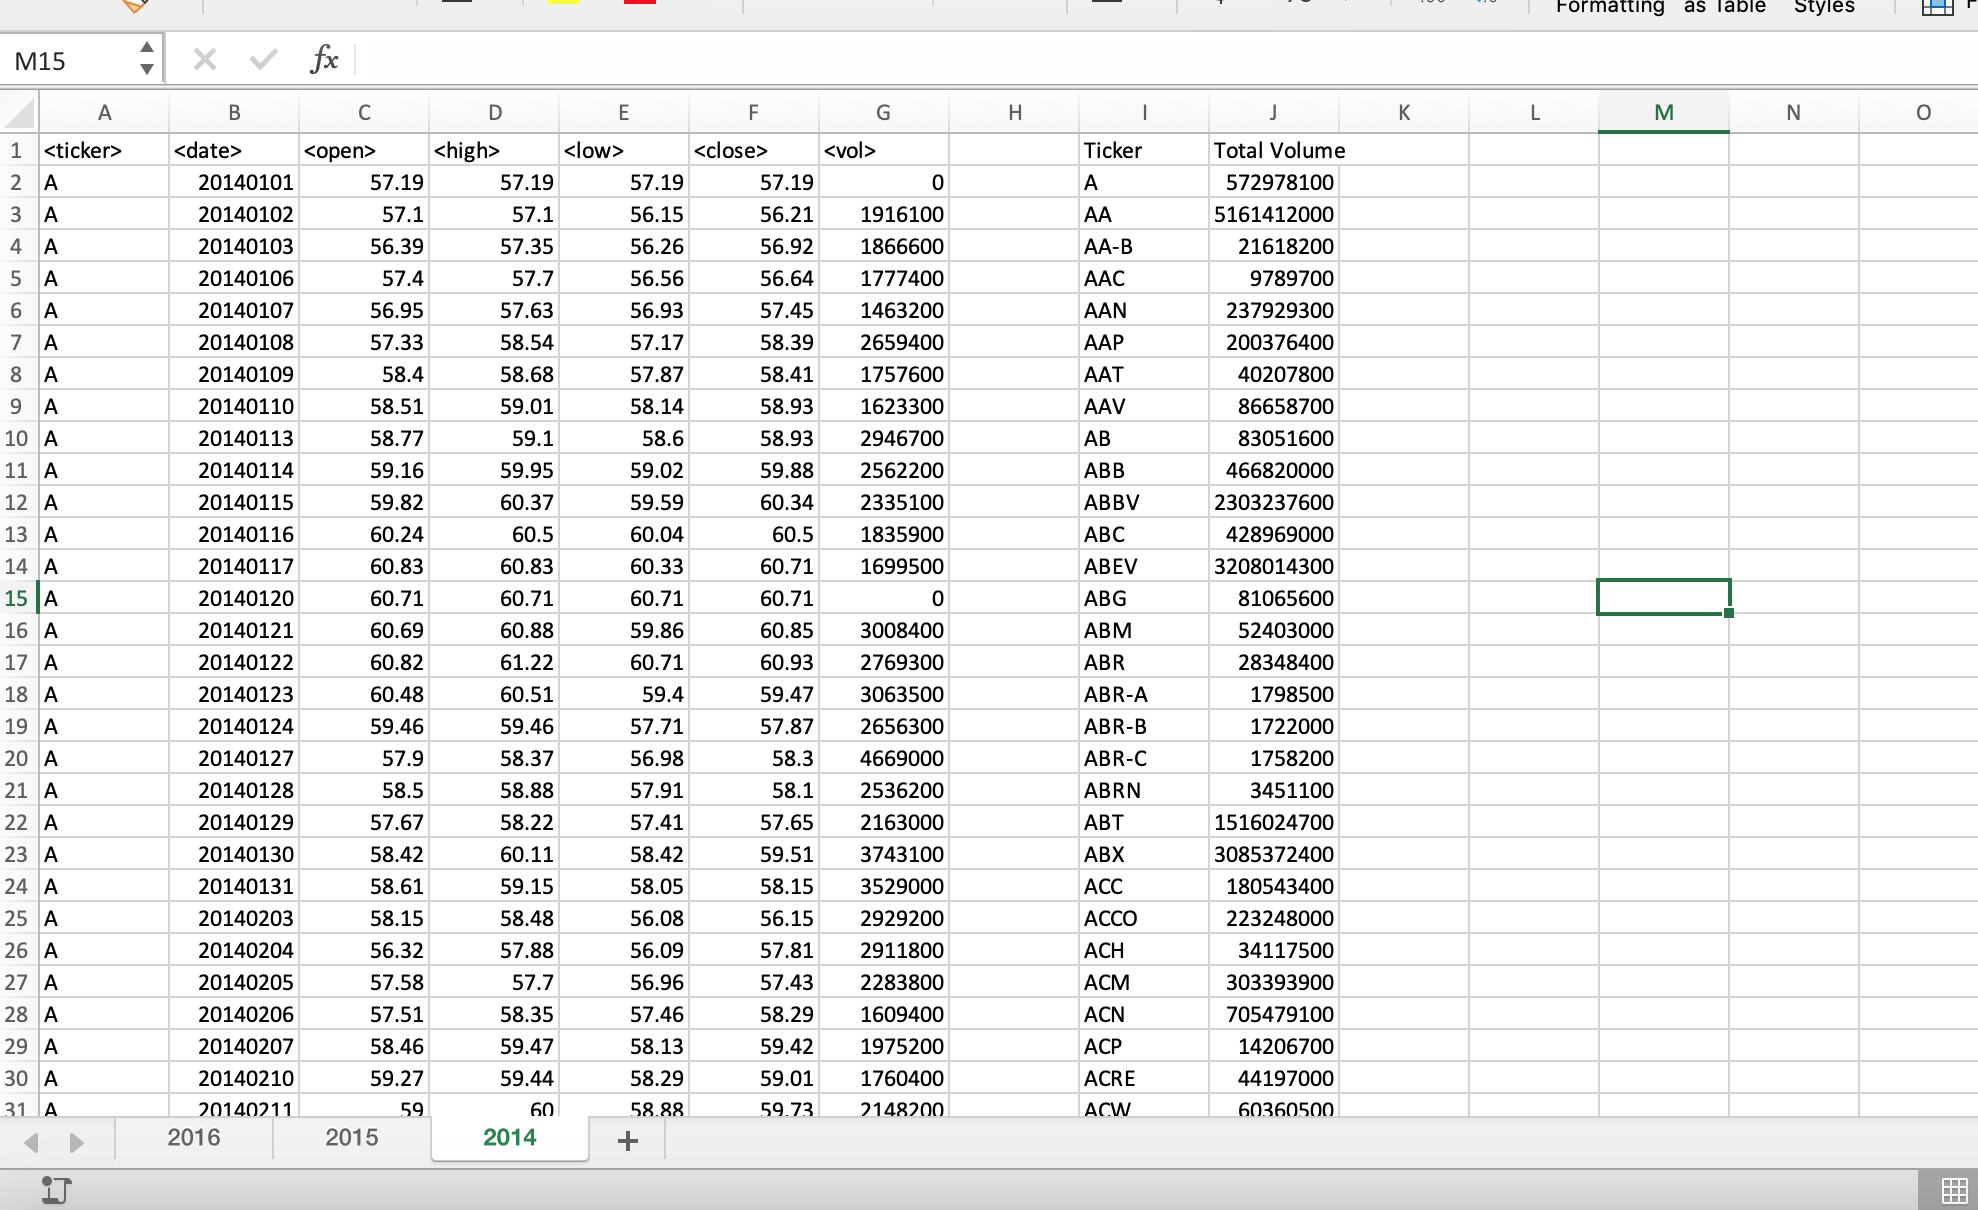 Formatting as Table Styles
M15 fx
A B C D E F G H I J K L M N O
1 <ticker> <date> <open> <high> <low> <close> <vol> Ticker Total Volume
2 A 20140101 57.19 57.19 57.19 57.19 0 A 572978100
3 A 20140102 57.1 57.1 56.15 56.21 1916100 AA 5161412000
4 A 20140103 56.39 57.35 56.26 56.92 1866600 AA-B 21618200
5 A 20140106 57.4 57.7 56.56 56.64 1777400 AAC 9789700
6 A 20140107 56.95 57.63 56.93 57.45 1463200 AAN 237929300
7 A 20140108 57.33 58.54 57.17 58.39 2659400 AAP 200376400
8 A 20140109 58.4 58.68 57.87 58.41 1757600 AAT 40207800
9 A 20140110 58.51 59.01 58.14 58.93 1623300 AAV 86658700
10 A 20140113 58.77 59.1 58.6 58.93 2946700 AB 83051600
11 A 20140114 59.16 59.95 59.02 59.88 2562200 ABB 466820000
12 A 20140115 59.82 60.37 59.59 60.34 2335100 ABBV 2303237600
13 A 20140116 60.24 60.5 60.04 60.5 1835900 ABC 428969000
14 A 20140117 60.83 60.83 60.33 60.71 1699500 ABEV 3208014300
15 A 20140120 60.71 60.71 60.71 60.71 0 ABG 81065600
16 A 20140121 60.69 60.88 59.86 60.85 3008400 ABM 52403000
17 A 20140122 60.82 61.22 60.71 60.93 2769300 ABR 28348400
18 A 20140123 60.48 60.51 59.4 59.47 3063500 ABR-A 1798500
19 A 20140124 59.46 59.46 57.71 57.87 2656300 ABR-B 1722000
20 A 20140127 57.9 58.37 56.98 58.3 4669000 ABR-C 1758200
21 A 20140128 58.5 58.88 57.91 58.1 2536200 ABRN 3451100
22 A 20140129 57.67 58.22 57.41 57.65 2163000 ABT 1516024700
23 A 20140130 58.42 60.11 58.42 59.51 3743100 ABX 3085372400
24 A 20140131 58.61 59.15 58.05 58.15 3529000 ACC 180543400
25 A 20140203 58.15 58.48 56.08 56.15 2929200 ACCO 223248000
26 A 20140204 56.32 57.88 56.09 57.81 2911800 ACH 34117500
27 A 20140205 57.58 57.7 56.96 57.43 2283800 ACM 303393900
28 A 20140206 57.51 58.35 57.46 58.29 1609400 ACN 705479100
29 A 20140207 58.46 59.47 58.13 59.42 1975200 ACP 14206700
30 A 20140210 59.27 59.44 58.29 59.01 1760400 ACRE 44197000
31 A 20140211 59 60 58.88 59.73 2148200 ACW 60360500
2016 2015 2014 +